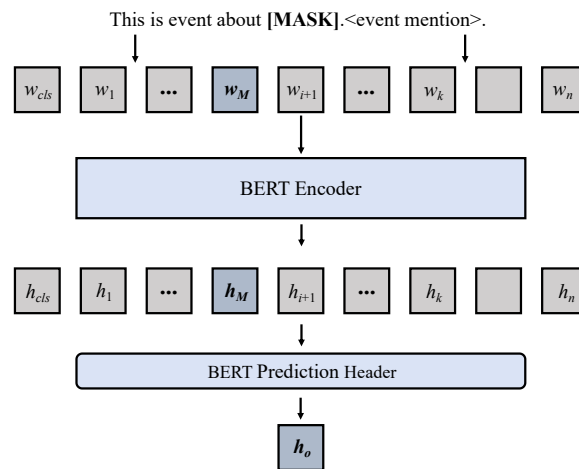 This is event about [MASK].<event mention>.
w_cls w_1 ... w_M w_i+1 ... w_k w_n
BERT Encoder
h_cls h_1 ... h_M h_i+1 ... h_k h_n
BERT Prediction Header
h_o